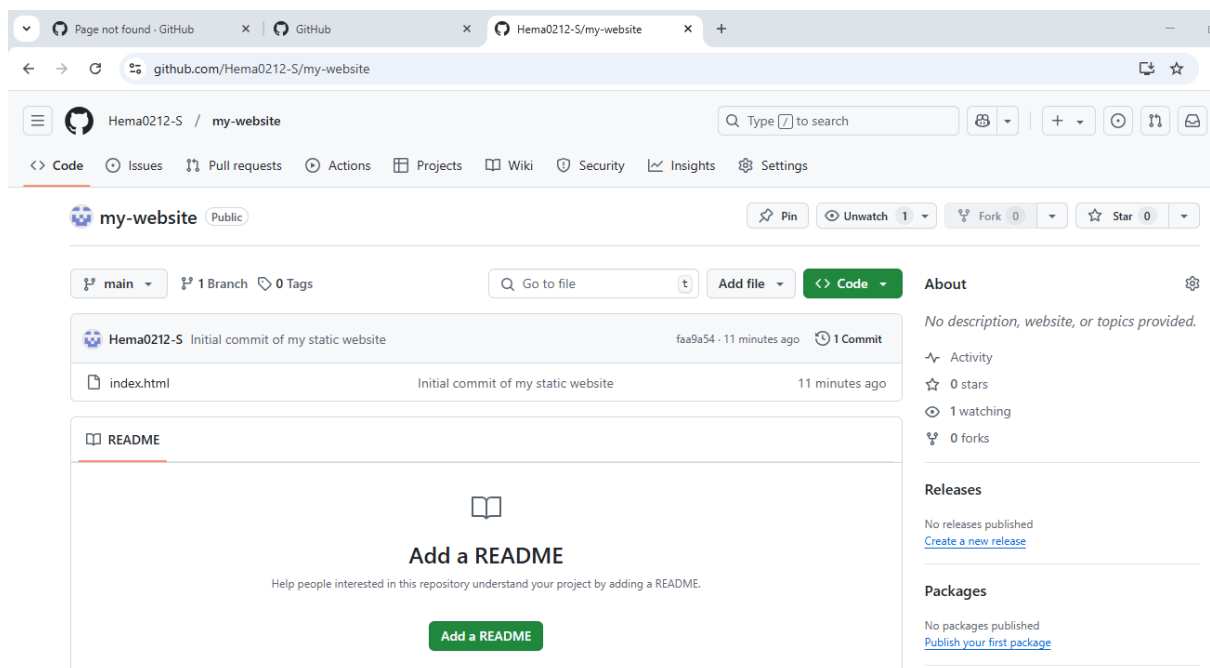 Page not found · GitHub
GitHub
Hema0212-S/my-website
github.com/Hema0212-S/my-website
Hema0212-S / my-website
Type / to search
Code Issues Pull requests Actions Projects Wiki Security Insights Settings
my-website Public
Pin Unwatch 1 Fork 0 Star 0
main 1 Branch 0 Tags
Go to file t Add file Code
Hema0212-S Initial commit of my static website faa9a54 · 11 minutes ago 1 Commit
index.html Initial commit of my static website 11 minutes ago
README
Add a README
Help people interested in this repository understand your project by adding a README.
Add a README
About
No description, website, or topics provided.
Activity
0 stars
1 watching
0 forks
Releases
No releases published
Create a new release
Packages
No packages published
Publish your first package